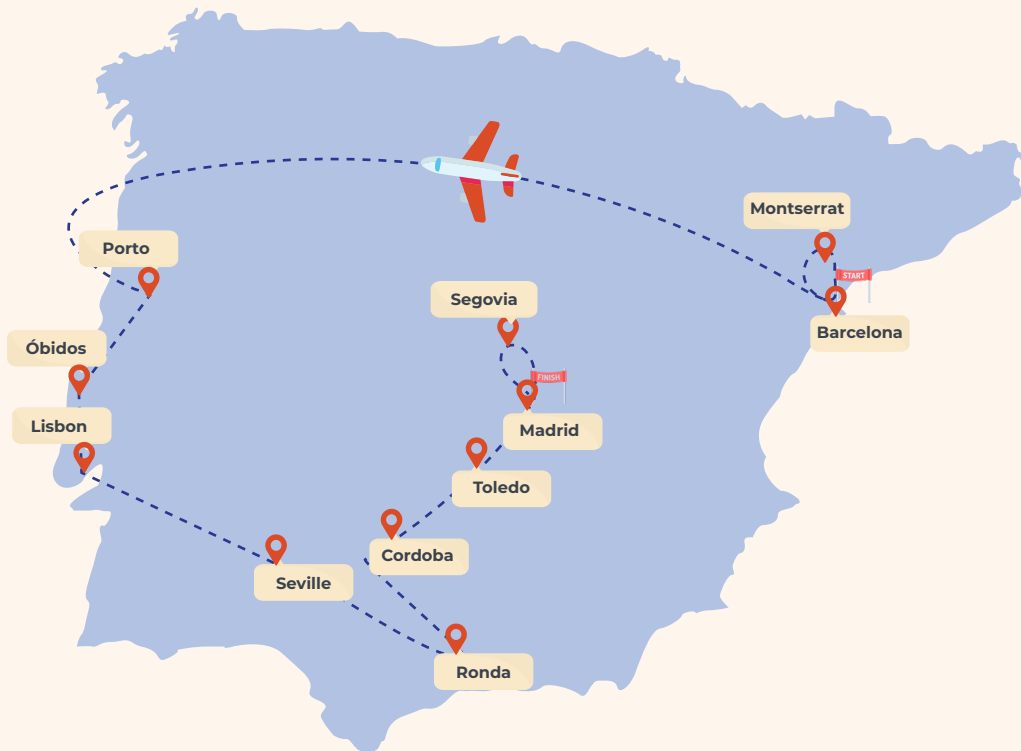 Montserrat
START
Barcelona
Porto
Segovia
Óbidos
FINISH
Lisbon
Madrid
Toledo
Cordoba
Seville
Ronda